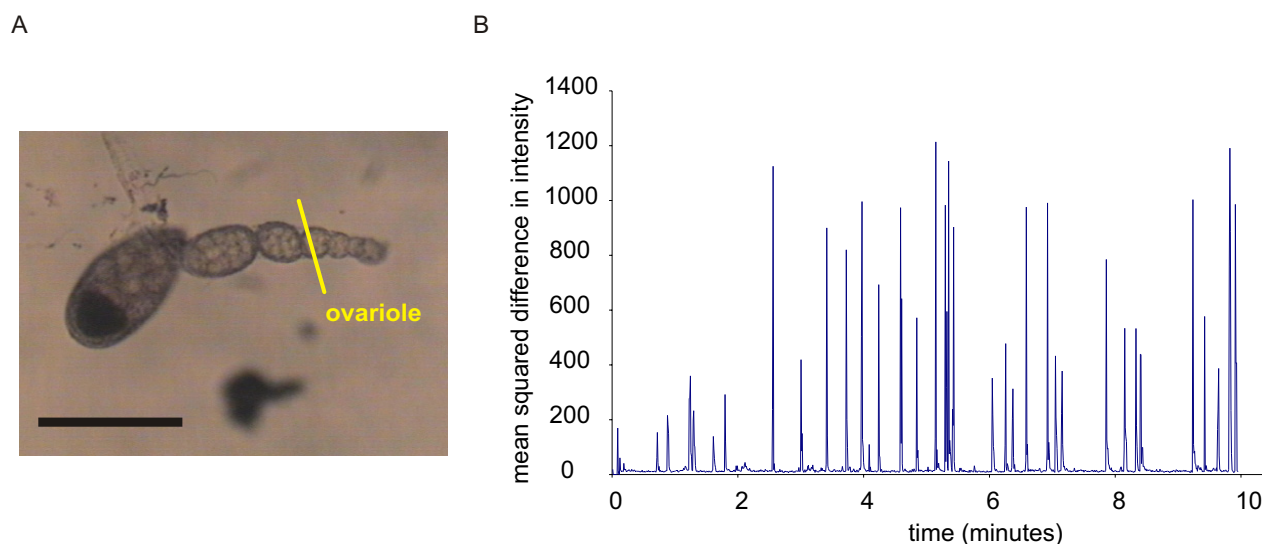 A
B
ovariole
mean squared difference in intensity
1400
1200
1000
800
600
400
200
0
0 2 4 6 8 10
time (minutes)